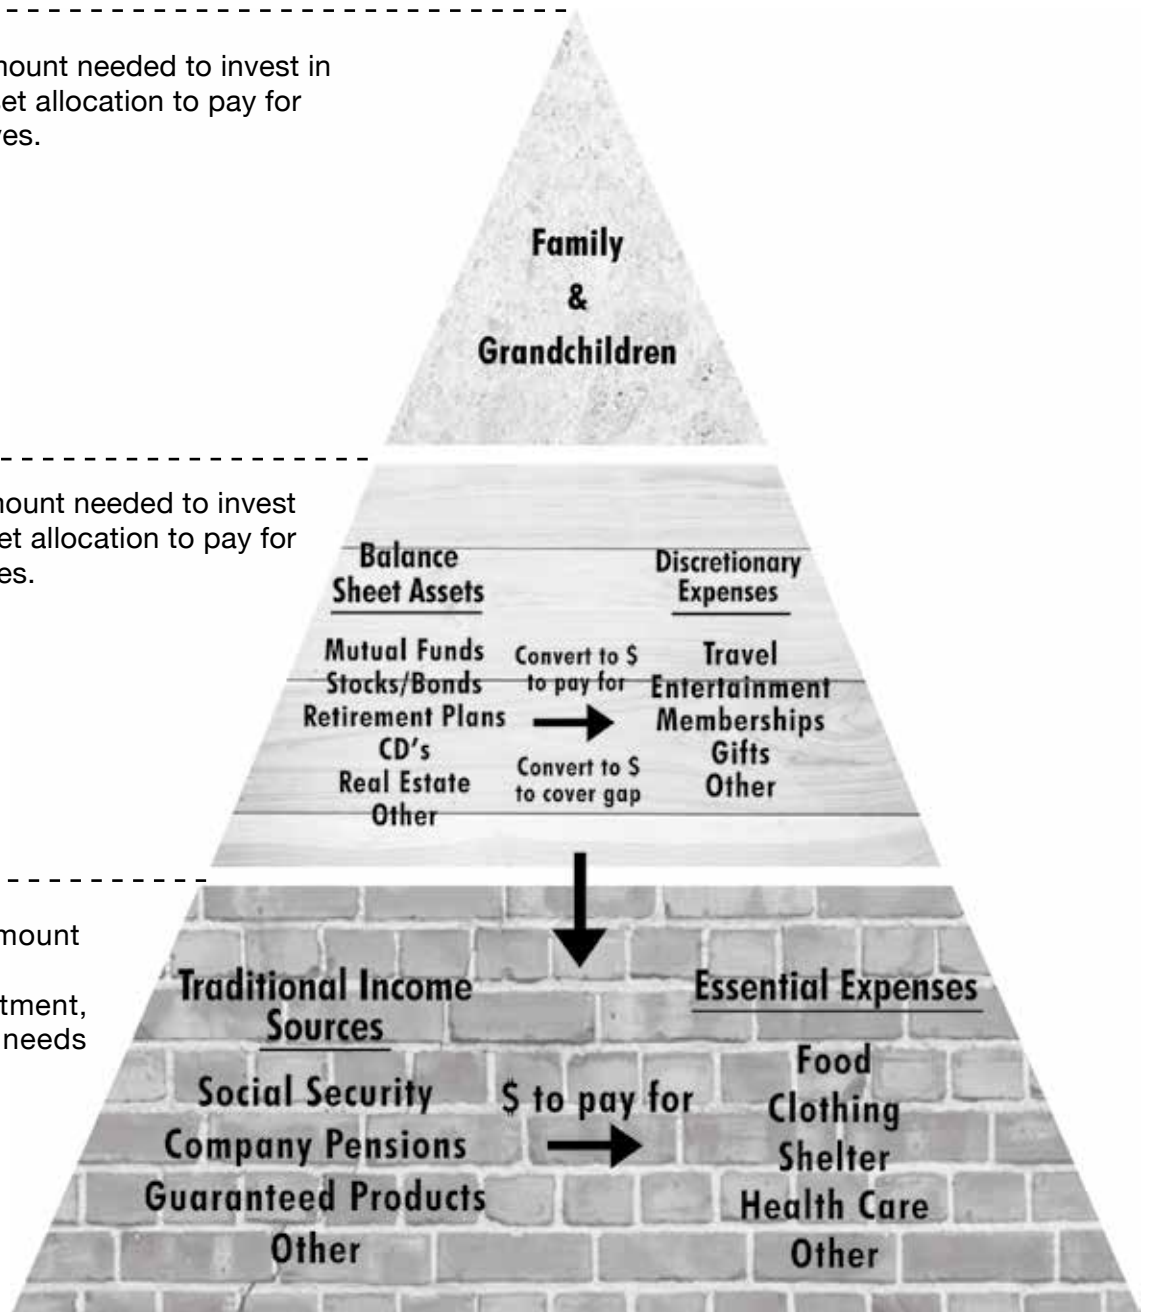 mount needed to invest in
et allocation to pay for
es.
Family
&
Grandchildren
mount needed to invest
et allocation to pay for
es.
Balance
Sheet Assets
Mutual Funds
Stocks/Bonds
Retirement Plans
CD's
Real Estate
Other
Convert to $
to pay for
Convert to $
to cover gap
Discretionary
Expenses
Travel
Entertainment
Memberships
Gifts
Other
mount
tment,
needs
Traditional Income
Sources
Social Security
Company Pensions
Guaranteed Products
Other
$ to pay for
Essential Expenses
Food
Clothing
Shelter
Health Care
Other